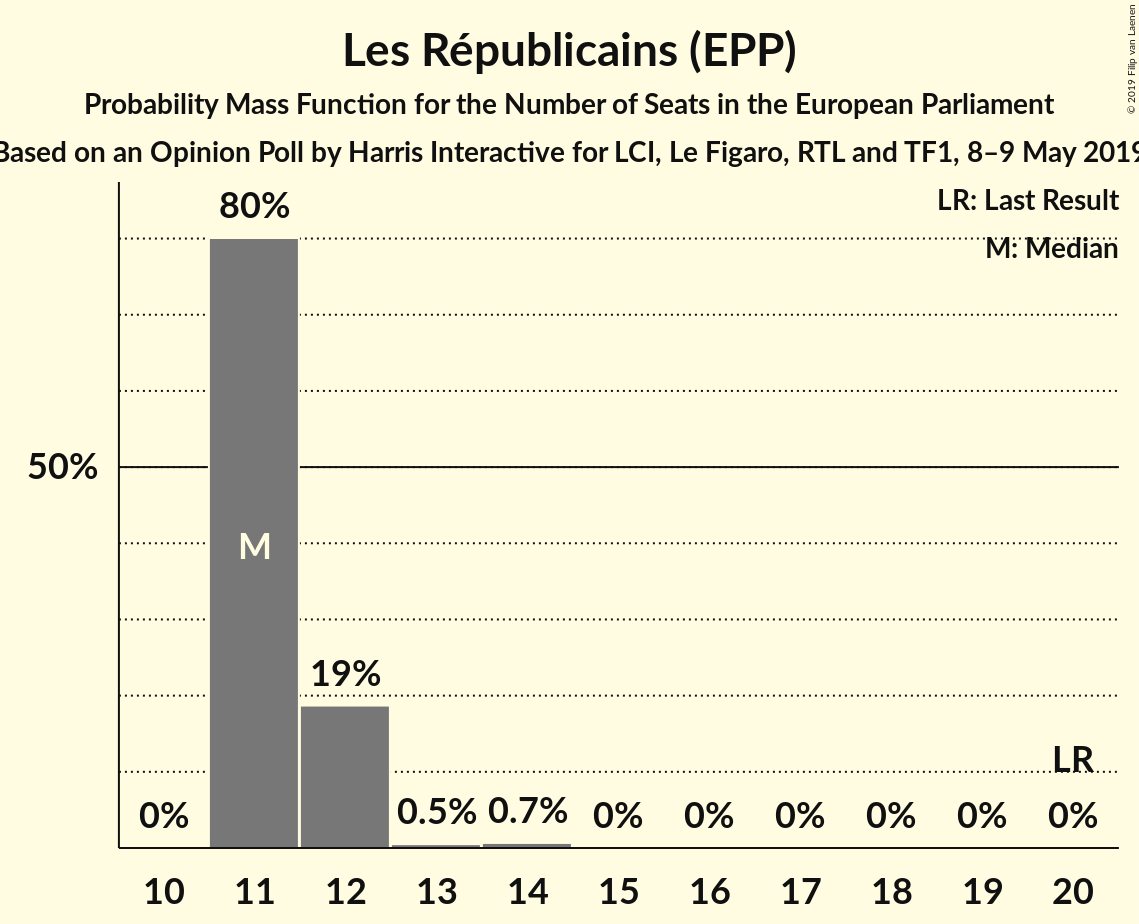 Les Républicains (EPP)
Probability Mass Function for the Number of Seats in the European Parliament
Based on an Opinion Poll by Harris Interactive for LCI, Le Figaro, RTL and TF1, 8–9 May 2019
© 2019 Filip van Laenen
LR: Last Result
M: Median
80%
50%
M
19%
LR
0% 0.5% 0.7% 0% 0% 0% 0% 0% 0%
10 11 12 13 14 15 16 17 18 19 20